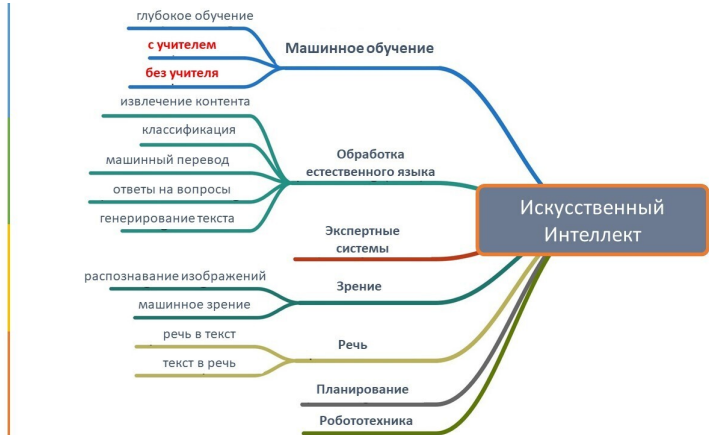 глубокое обучение
с учителем
без учителя
Машинное обучение
извлечение контента
классификация
машинный перевод
ответы на вопросы
генерирование текста
Обработка
естественного языка
Искусственный
Интеллект
Экспертные
системы
распознавание изображений
машинное зрение
Зрение
речь в текст
текст в речь
Речь
Планирование
Робототехника